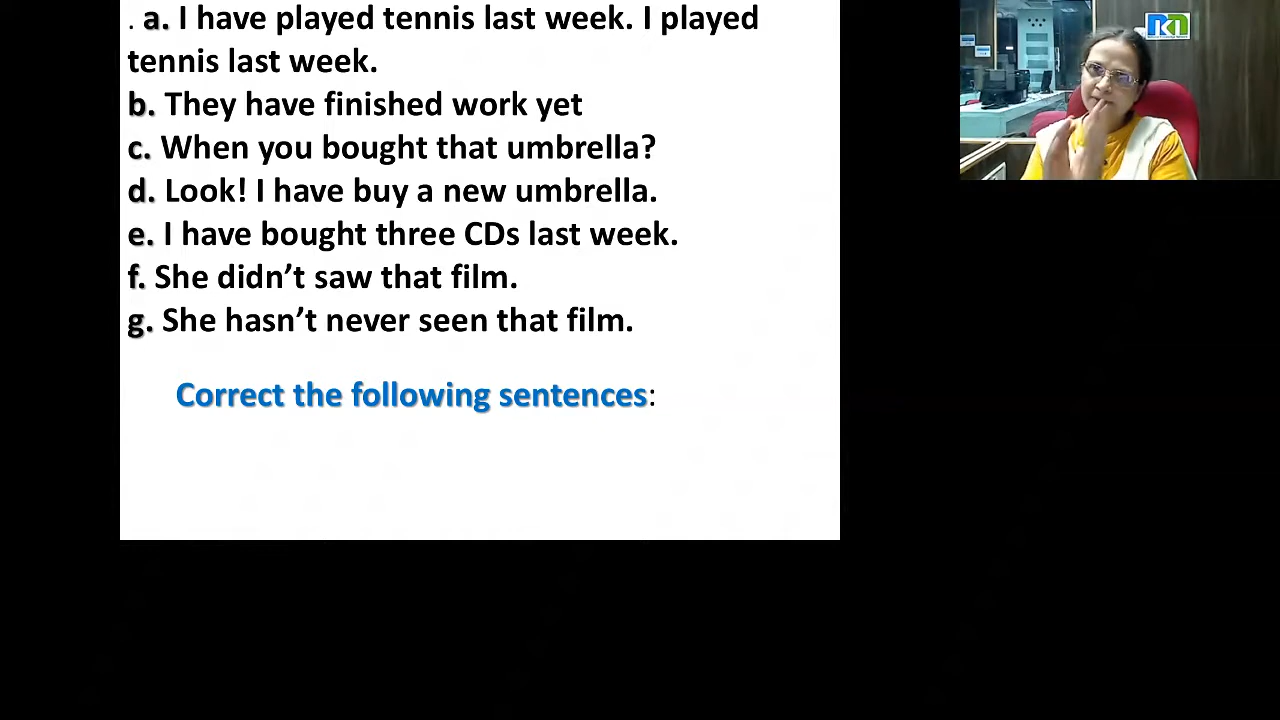 . a. I have played tennis last week. I played
tennis last week.
b. They have finished work yet
c. When you bought that umbrella?
d. Look! I have buy a new umbrella.
e. I have bought three CDs last week.
f. She didn’t saw that film.
g. She hasn’t never seen that film.
Correct the following sentences: